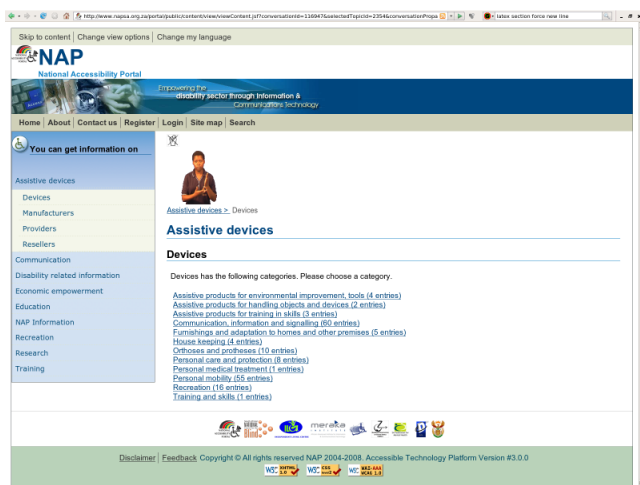 http://www.napsa.org.za/portal/public/content/view/viewContent.jsf?conversationId=116847&selectedTopicId=2354&conversationPropa
latex section force new line
Skip to content Change view options Change my language
NAP
National Accessibility Portal
Empowering the
disability sector through Information &
Communications Technology
Home About Contact us Register Login Site map Search
You can get information on
Assistive devices
Devices
Manufacturers
Providers
Resellers
Communication
Disability related information
Economic empowerment
Education
NAP Information
Recreation
Research
Training
Assistive devices > Devices
Assistive devices
Devices
Devices has the following categories. Please choose a category.
Assistive products for environmental improvement, tools (4 entries)
Assistive products for handling objects and devices (2 entries)
Assistive products for training in skills (3 entries)
Communication, information and signalling (60 entries)
Furnishings and adaptation to homes and other premises (5 entries)
House keeping (4 entries)
Orthoses and protheses (10 entries)
Personal care and protection (8 entries)
Personal medical treatment (1 entries)
Personal mobility (55 entries)
Recreation (16 entries)
Training and skills (1 entries)
meraka
institute
Disclaimer Feedback Copyright © All rights reserved NAP 2004-2008. Accessible Technology Platform Version #3.0.0
W3C XHTML 1.0 W3C CSS W3C WAI-AAA WCAG 1.0